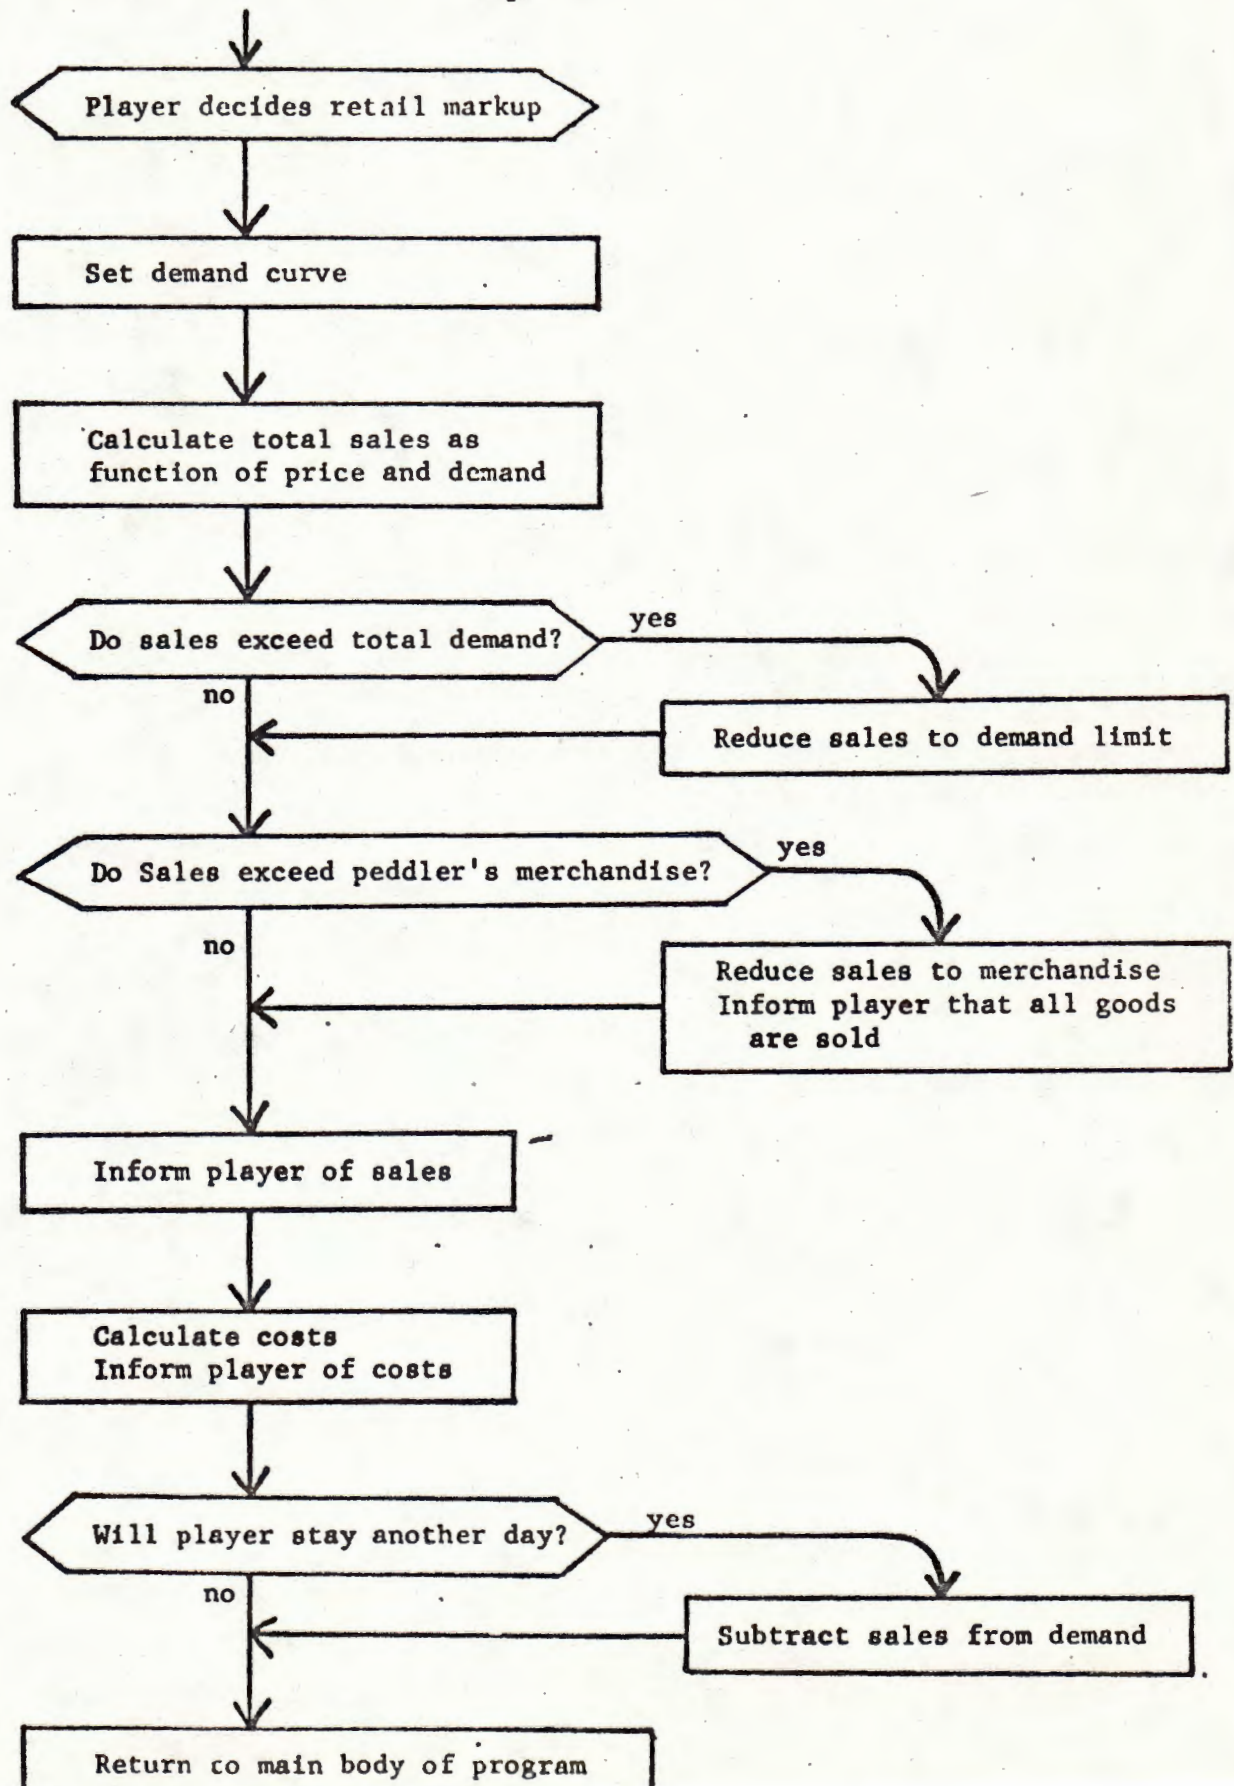 Player decides retail markup
Set demand curve
Calculate total sales as
function of price and demand
Do sales exceed total demand?
yes
no
Reduce sales to demand limit
Do Sales exceed peddler's merchandise?
yes
no
Reduce sales to merchandise
Inform player that all goods
are sold
Inform player of sales
Calculate costs
Inform player of costs
Will player stay another day?
yes
no
Subtract sales from demand
Return to main body of program